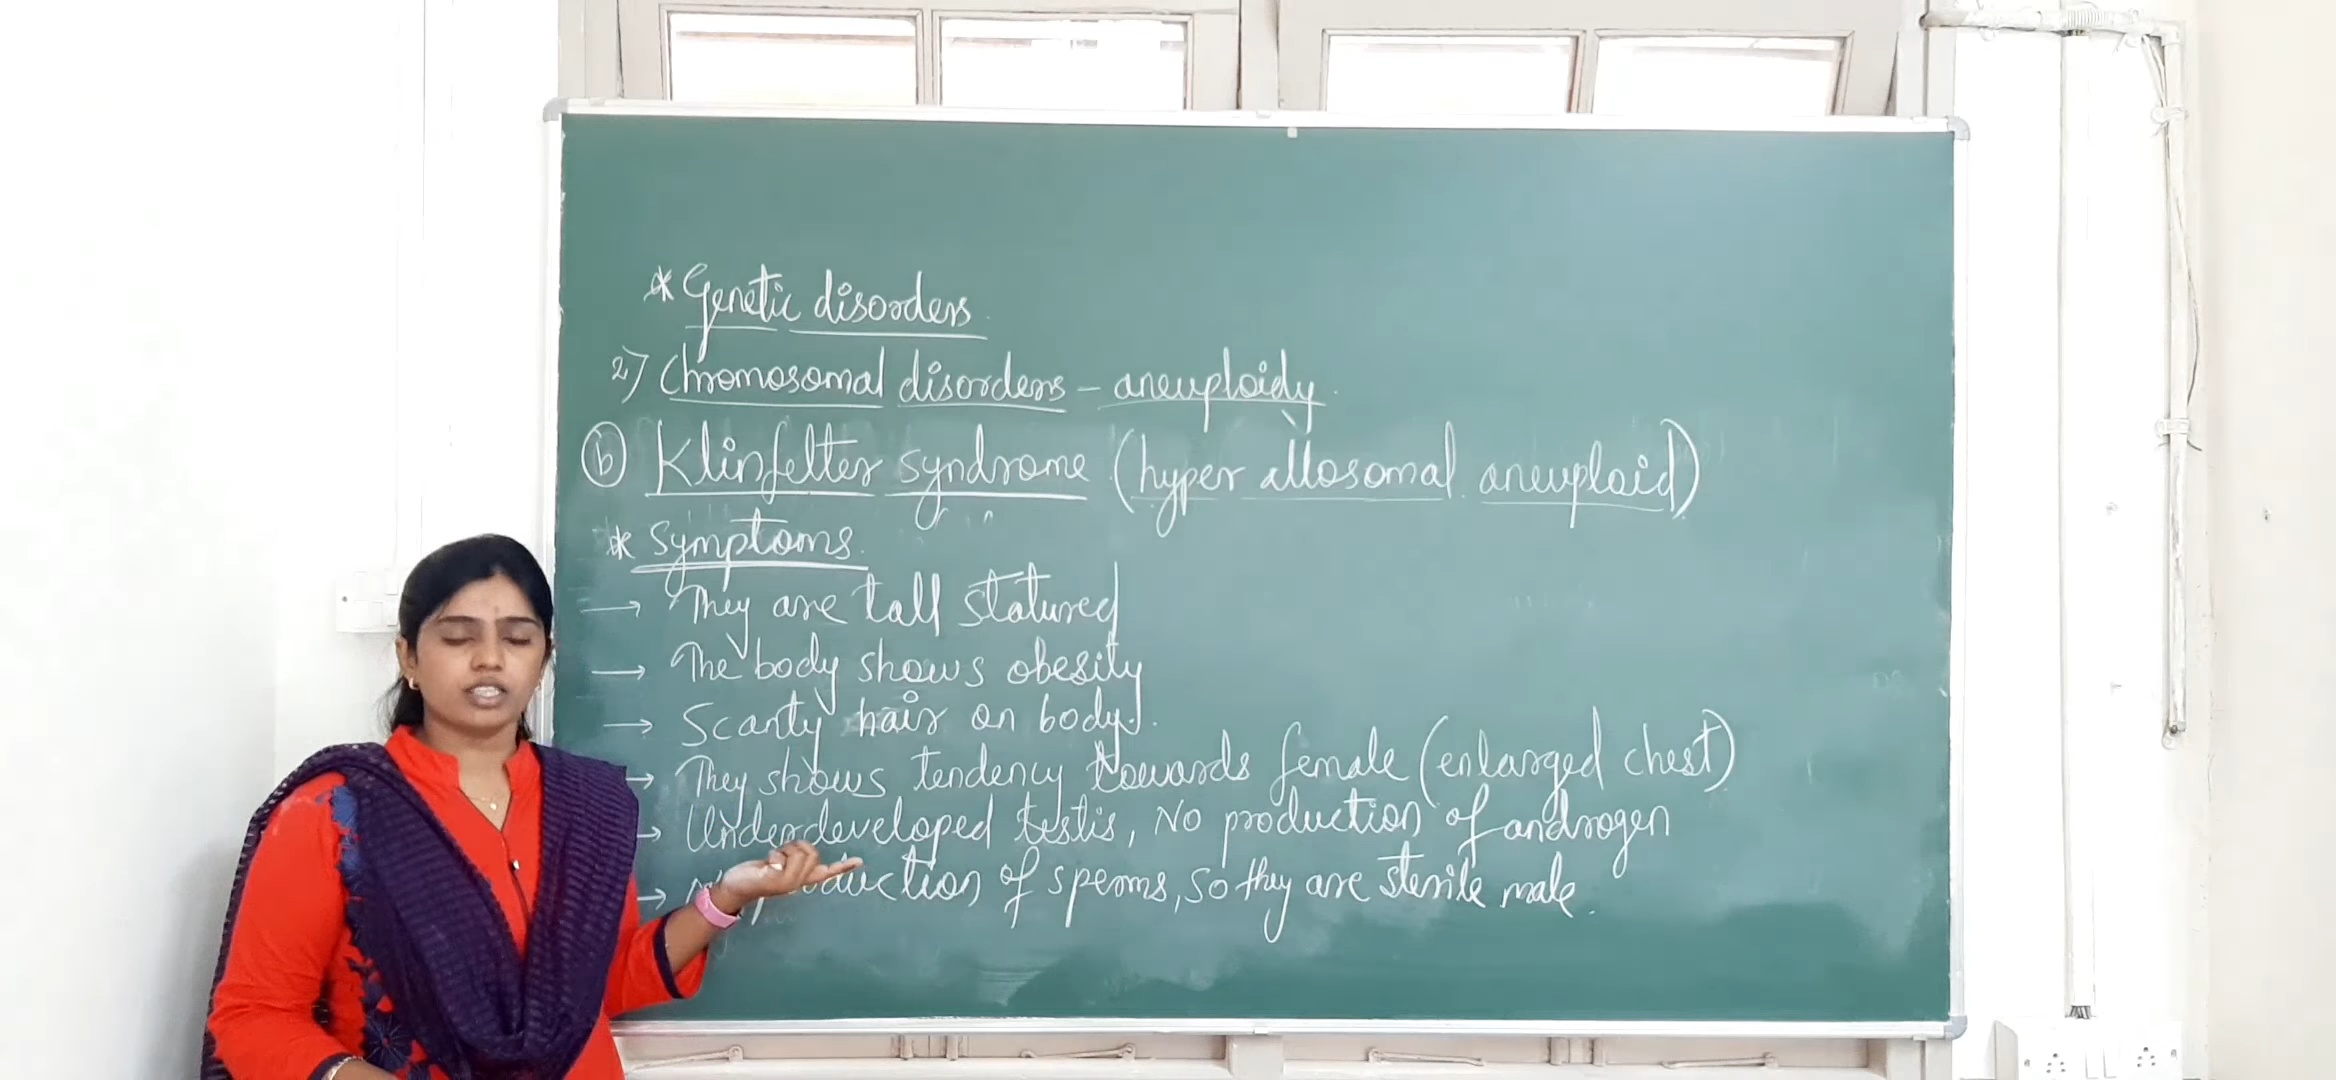 * Genetic disorders.
2) Chromosomal disorders - aneuploidy.
(b) Klinfelter syndrome (hyper allosomal aneuploid)
* Symptoms.
→ They are tall statured
→ The body shows obesity
→ Scanty hair on body.
→ They shows tendency towards female (enlarged chest)
→ Underdeveloped testis, No production of androgen
→ of sperms, so they are sterile male.